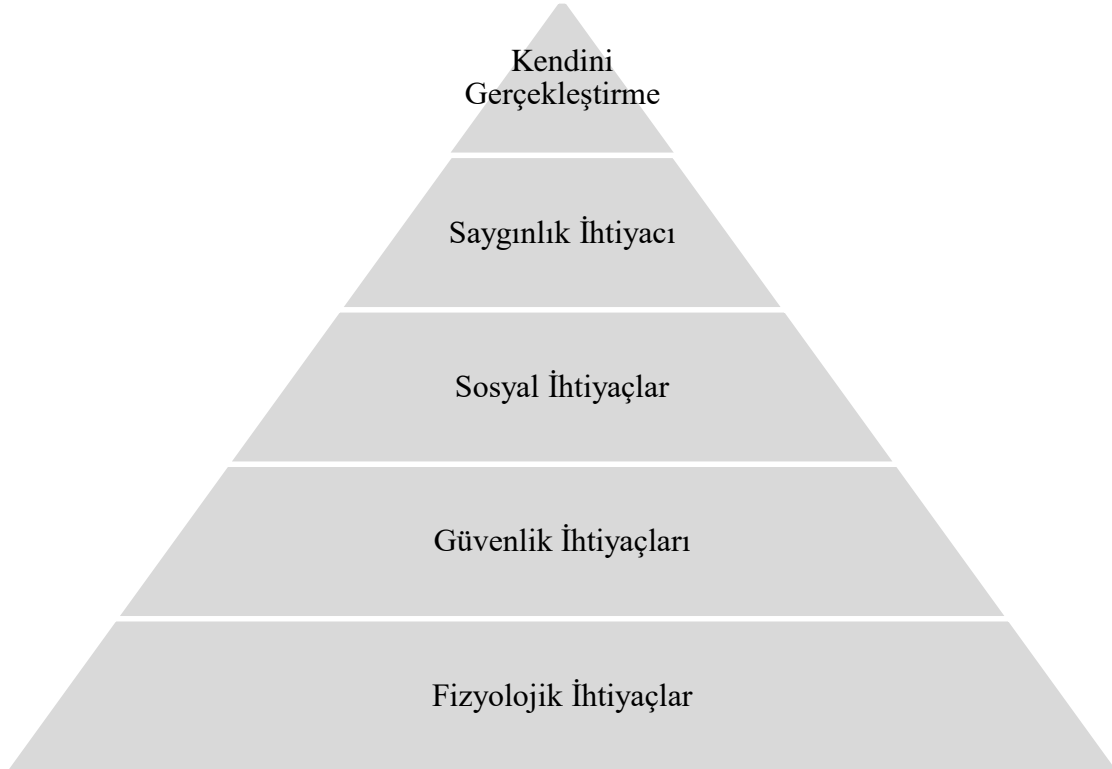 Kendini
Gerçekleştirme
Saygınlık İhtiyacı
Sosyal İhtiyaçlar
Güvenlik İhtiyaçları
Fizyolojik İhtiyaçlar